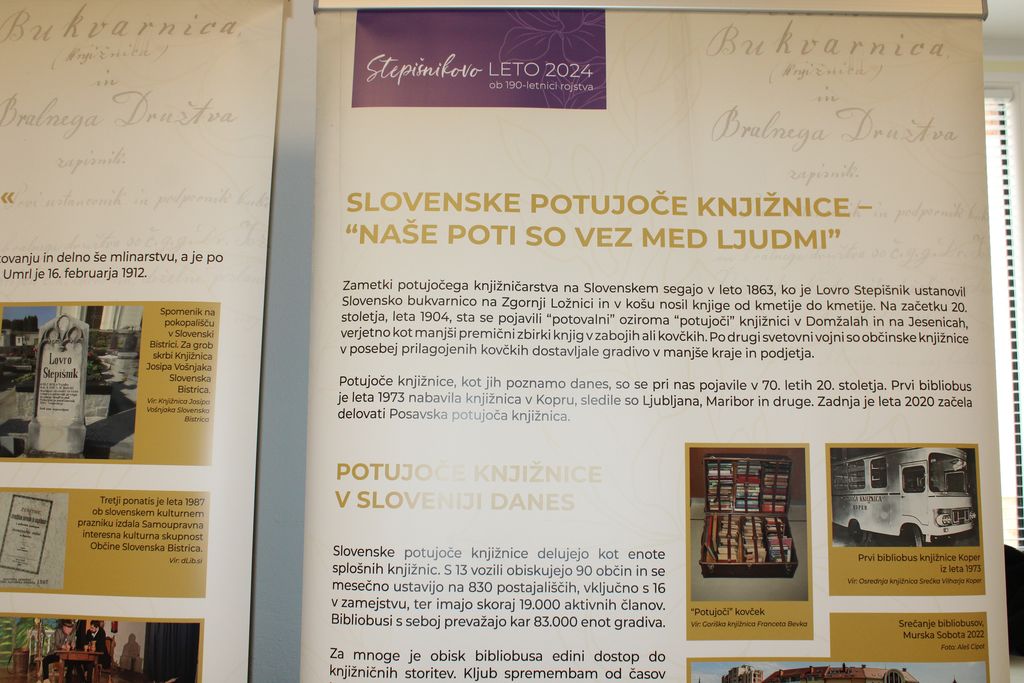 Bukvarnica,
(Knjižnica)
in
Bralnega Družtva
zapisniki.
«
tovanju in delno še mlinarstvu, a je po
Umrl je 16. februarja 1912.
Spomenik na
pokopališču
v Slovenski
Bistrici. Za grob
skrbi Knjižnica
Josipa Vošnjaka
Slovenska
Bistrica.
Vir: Knjižnica Josipa
Vošnjaka Slovenska
Bistrica
Lovro
Stepišnik
Tretji ponatis je leta 1987
ob slovenskem kulturnem
prazniku izdala Samoupravna
interesna kulturna skupnost
Občine Slovenska Bistrica.
Vir: dLib.si
Stepišnikovo LETO 2024
ob 190-letnici rojstva
Bukvarnica,
(Knjižnica)
in
Bralnega Družtva
zapisniki.
SLOVENSKE POTUJOČE KNJIŽNICE –
“NAŠE POTI SO VEZ MED LJUDMI”
Zametki potujočega knjižničarstva na Slovenskem segajo v leto 1863, ko je Lovro Stepišnik ustanovil
Slovensko bukvarnico na Zgornji Ložnici in v košu nosil knjige od kmetije do kmetije. Na začetku 20.
stoletja, leta 1904, sta se pojavili “potovalni” oziroma “potujoči” knjižnici v Domžalah in na Jesenicah,
verjetno kot manjši premični zbirki knjig v zabojih ali kovčkih. Po drugi svetovni vojni so občinske knjižnice
v posebej prilagojenih kovčkih dostavljale gradivo v manjše kraje in podjetja.
Potujoče knjižnice, kot jih poznamo danes, so se pri nas pojavile v 70. letih 20. stoletja. Prvi bibliobus
je leta 1973 nabavila knjižnica v Kopru, sledile so Ljubljana, Maribor in druge. Zadnja je leta 2020 začela
delovati Posavska potujoča knjižnica.
POTUJOČE KNJIŽNICE
V SLOVENIJI DANES
Slovenske potujoče knjižnice delujejo kot enote
splošnih knjižnic. S 13 vozili obiskujejo 90 občin in se
mesečno ustavijo na 830 postajališčih, vključno s 16
v zamejstvu, ter imajo skoraj 19.000 aktivnih članov.
Bibliobusi s seboj prevažajo kar 83.000 enot gradiva.
Za mnoge je obisk bibliobusa edini dostop do
knjižničnih storitev. Kljub spremembam od časov
“Potujoči” kovček
Vir: Goriška knjižnica Franceta Bevka
Prvi bibliobus knjižnice Koper
iz leta 1973
Vir: Osrednja knjižnica Srečka Vilharja Koper
Srečanje bibliobusov,
Murska Sobota 2022
Foto: Aleš Cipot